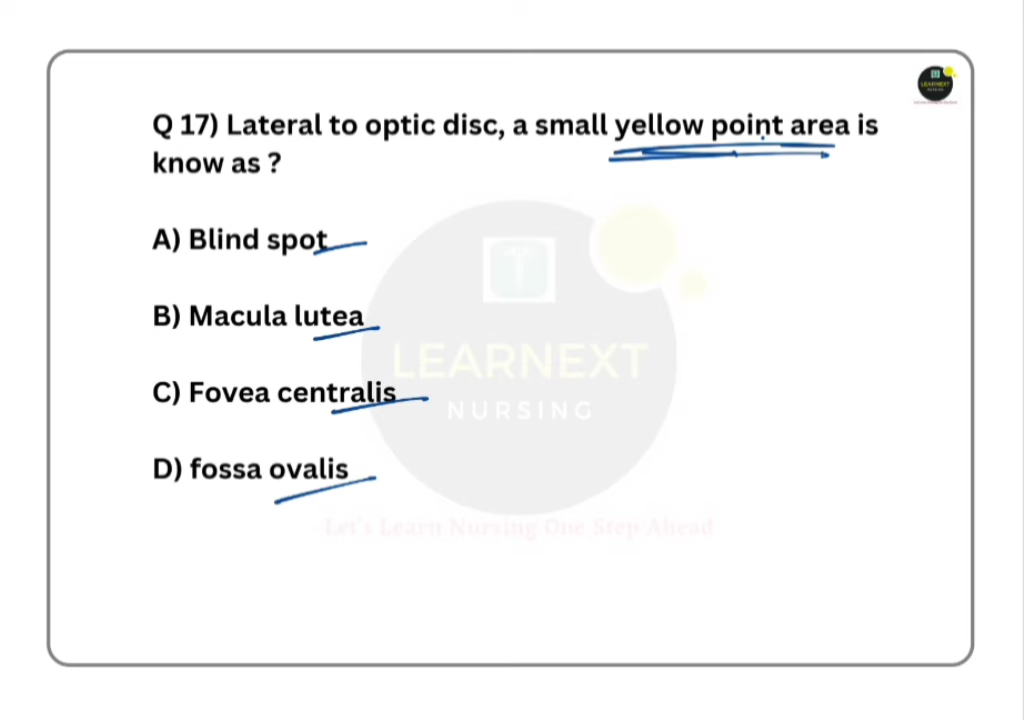 LEARNEXT
Q 17) Lateral to optic disc, a small yellow point area is
know as ?
A) Blind spot
B) Macula lutea
C) Fovea centralis
D) fossa ovalis
LEARNEXT
NURSING
Let's Learn Nursing One Step Ahead